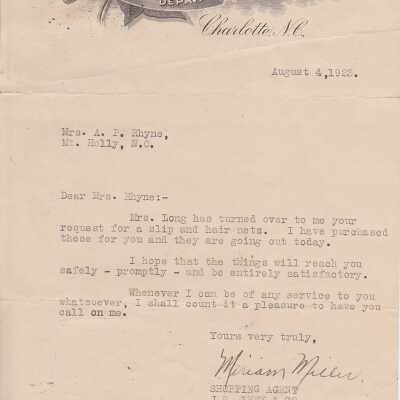 Charlotte, N.C.
August 4, 1923.
Mrs. A. P. Rhyne,
Mt. Holly, N.C.
Dear Mrs. Rhyne:-
Mrs. Long has turned over to me your
request for a slip and hair nets. I have purchased
these for you and they are going out today.
I hope that the things will reach you
safely - promptly - and be entirely satisfactory.
Whenever I can be of any service to you
whatsoever, I shall count it a pleasure to have you
call on me.
Yours very truly,
Miriam Miller
SHOPPING AGENT